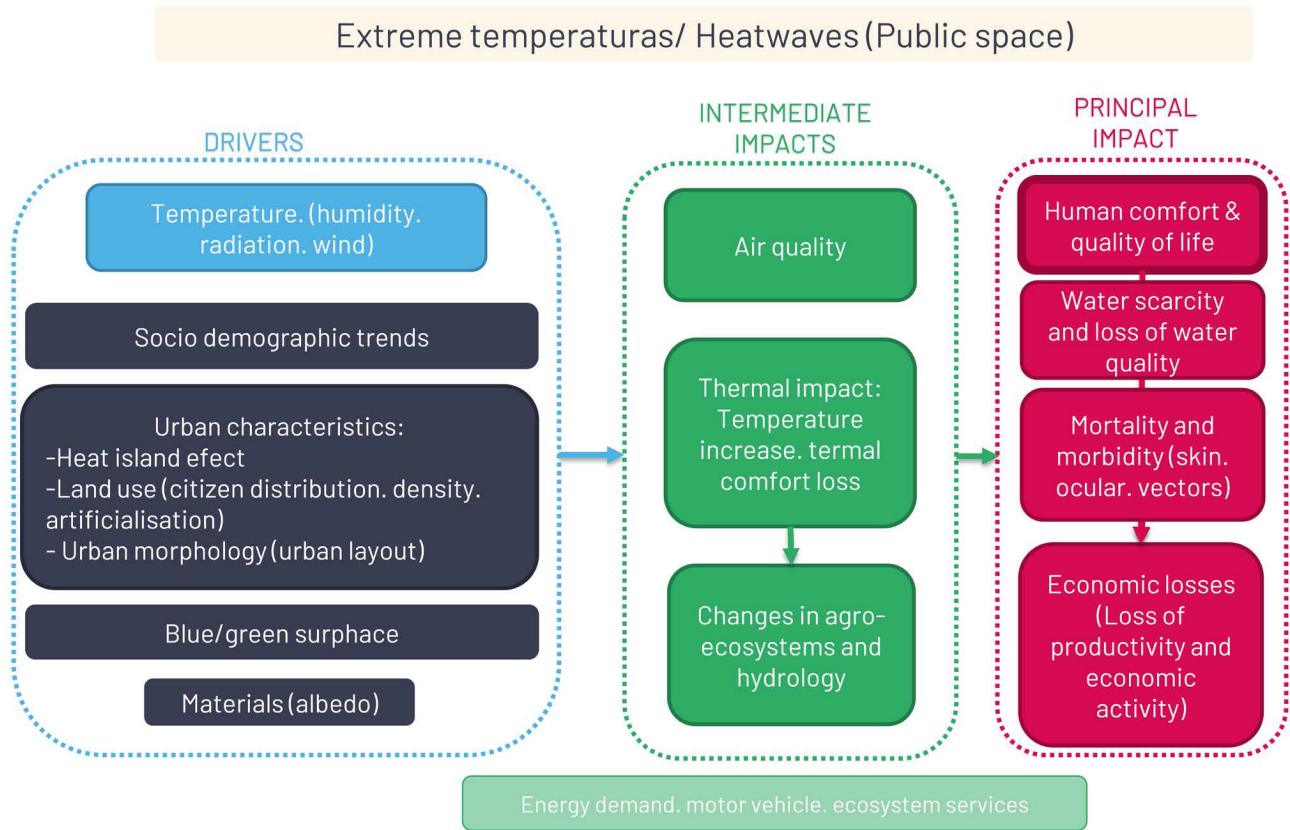 Extreme temperaturas/ Heatwaves (Public space)
DRIVERS
Temperature. (humidity.
radiation. wind)
Socio demographic trends
Urban characteristics:
-Heat island efect
-Land use (citizen distribution. density.
artificialisation)
- Urban morphology (urban layout)
Blue/green surphace
Materials (albedo)
INTERMEDIATE
IMPACTS
Air quality
Thermal impact:
Temperature
increase. termal
comfort loss
Changes in agro-
ecosystems and
hydrology
PRINCIPAL
IMPACT
Human comfort &
quality of life
Water scarcity
and loss of water
quality
Mortality and
morbidity (skin.
ocular. vectors)
Economic losses
(Loss of
productivity and
economic
activity)
Energy demand. motor vehicle. ecosystem services